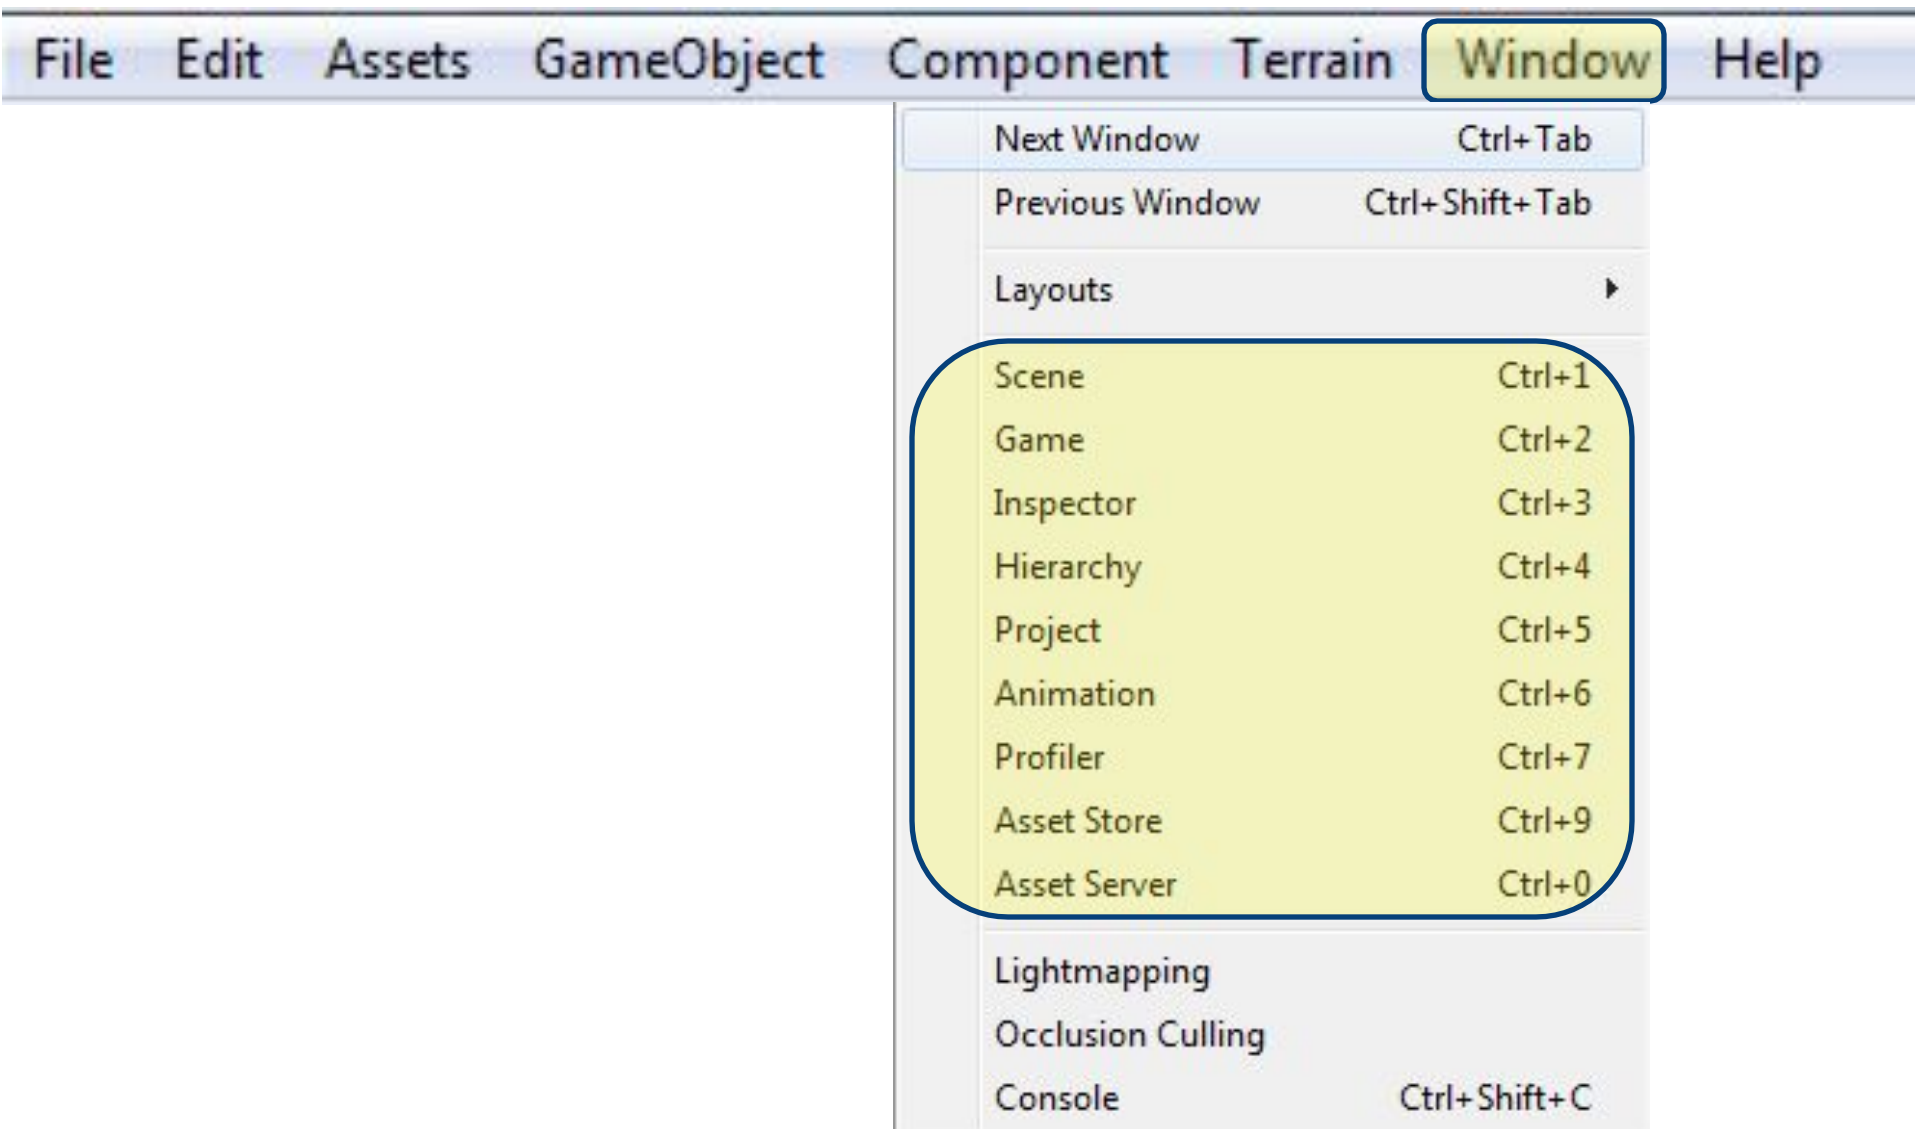 File Edit Assets GameObject Component Terrain Window Help
Next Window Ctrl+Tab
Previous Window Ctrl+Shift+Tab
Layouts
Scene Ctrl+1
Game Ctrl+2
Inspector Ctrl+3
Hierarchy Ctrl+4
Project Ctrl+5
Animation Ctrl+6
Profiler Ctrl+7
Asset Store Ctrl+9
Asset Server Ctrl+0
Lightmapping
Occlusion Culling
Console Ctrl+Shift+C